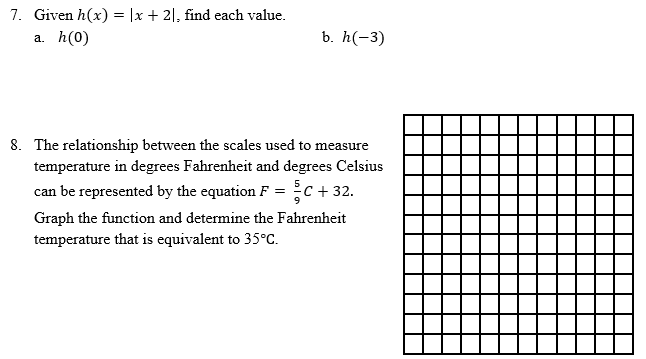 7. Given h(x) = |x + 2|, find each value.
a. h(0) b. h(−3)
8. The relationship between the scales used to measure
temperature in degrees Fahrenheit and degrees Celsius
can be represented by the equation F = 5/9 C + 32.
Graph the function and determine the Fahrenheit
temperature that is equivalent to 35°C.